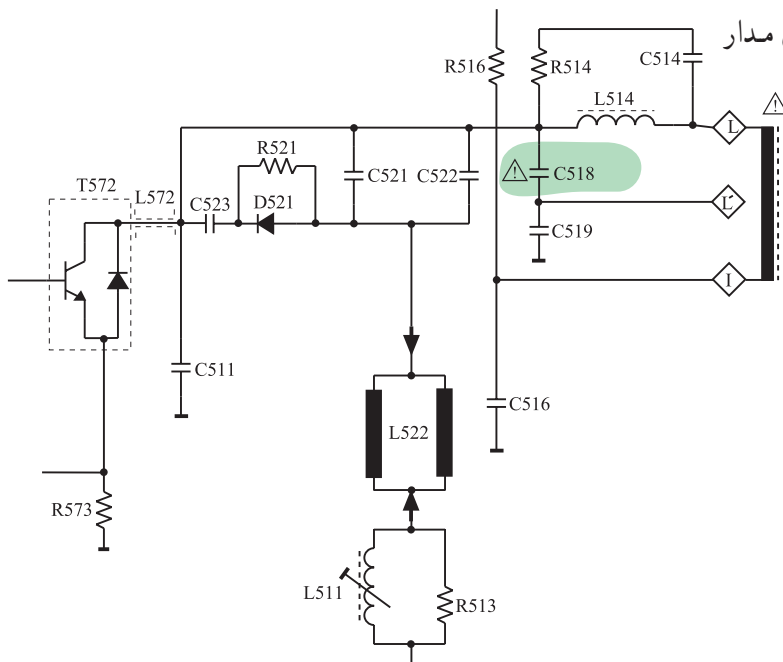 مدار
R516
R514
C514
L514
L
R521
C521
C522
C518
T572
L572
C523
D521
L'
C519
I
C511
C516
L522
R573
L511
R513